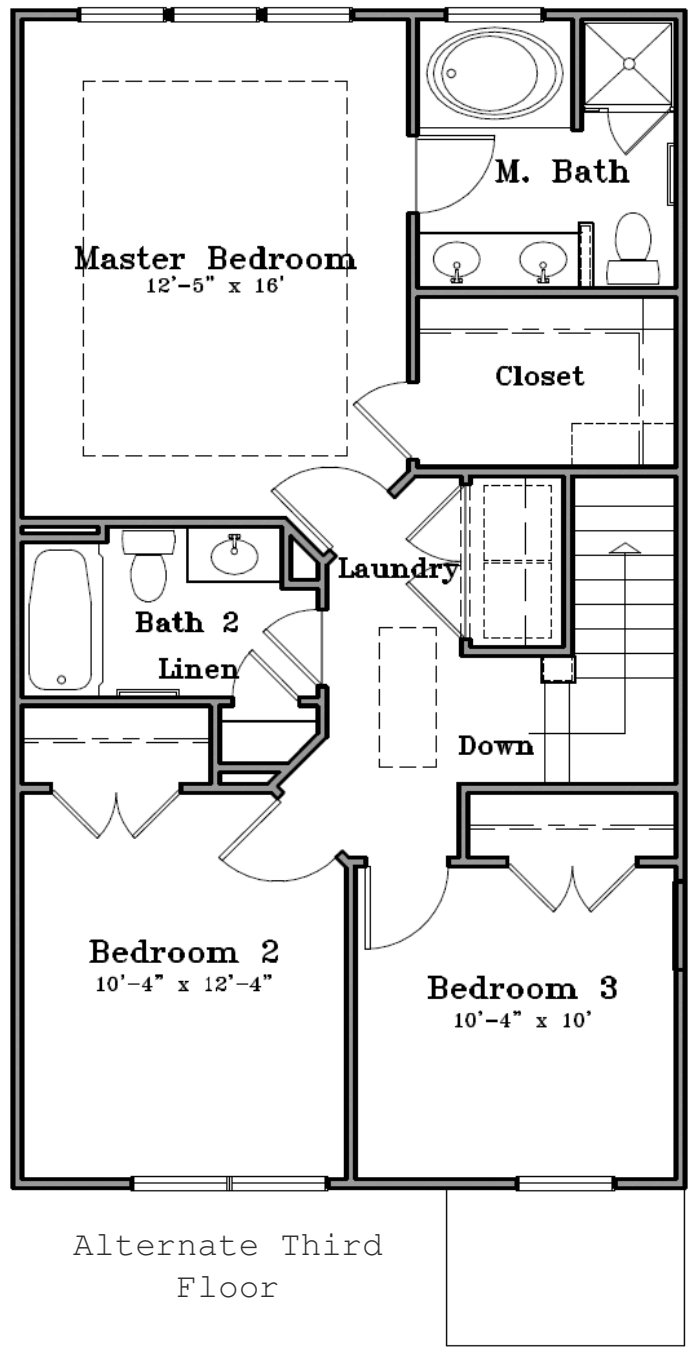 M. Bath
Master Bedroom
12'-5" x 16'
Closet
Laundry
Bath 2
Linen
Down
Bedroom 2
10'-4" x 12'-4"
Bedroom 3
10'-4" x 10'
Alternate Third
Floor